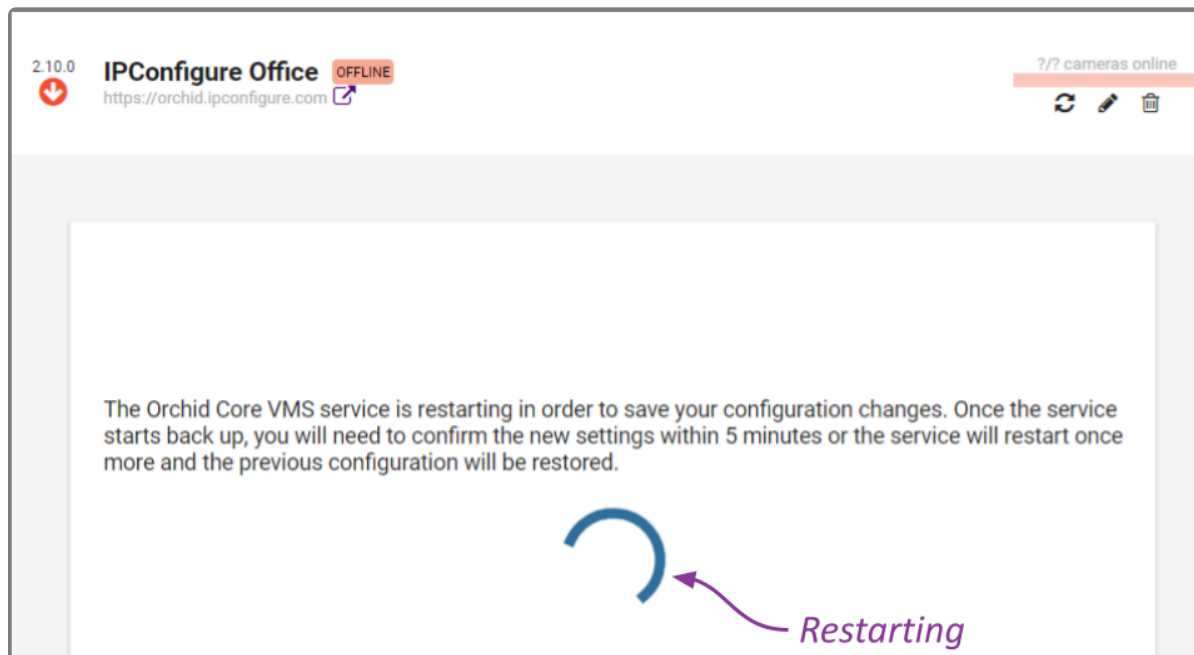 2.10.0
IPConfigure Office OFFLINE
https://orchid.ipconfigure.com
?/? cameras online
The Orchid Core VMS service is restarting in order to save your configuration changes. Once the service
starts back up, you will need to confirm the new settings within 5 minutes or the service will restart once
more and the previous configuration will be restored.
Restarting